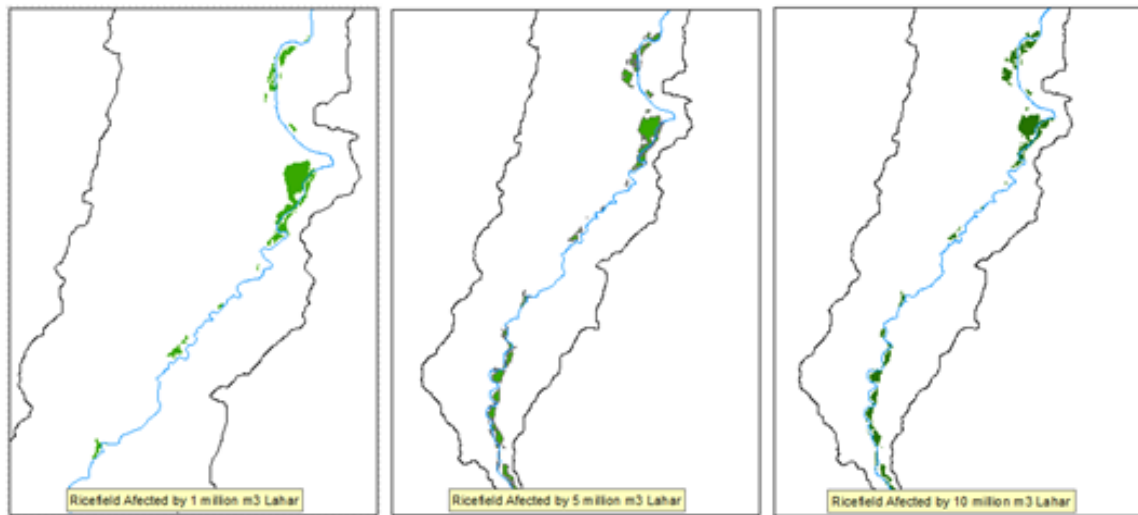 Ricefield Afected by 1 million m3 Lahar
Ricefield Afected by 5 million m3 Lahar
Ricefield Afected by 10 million m3 Lahar